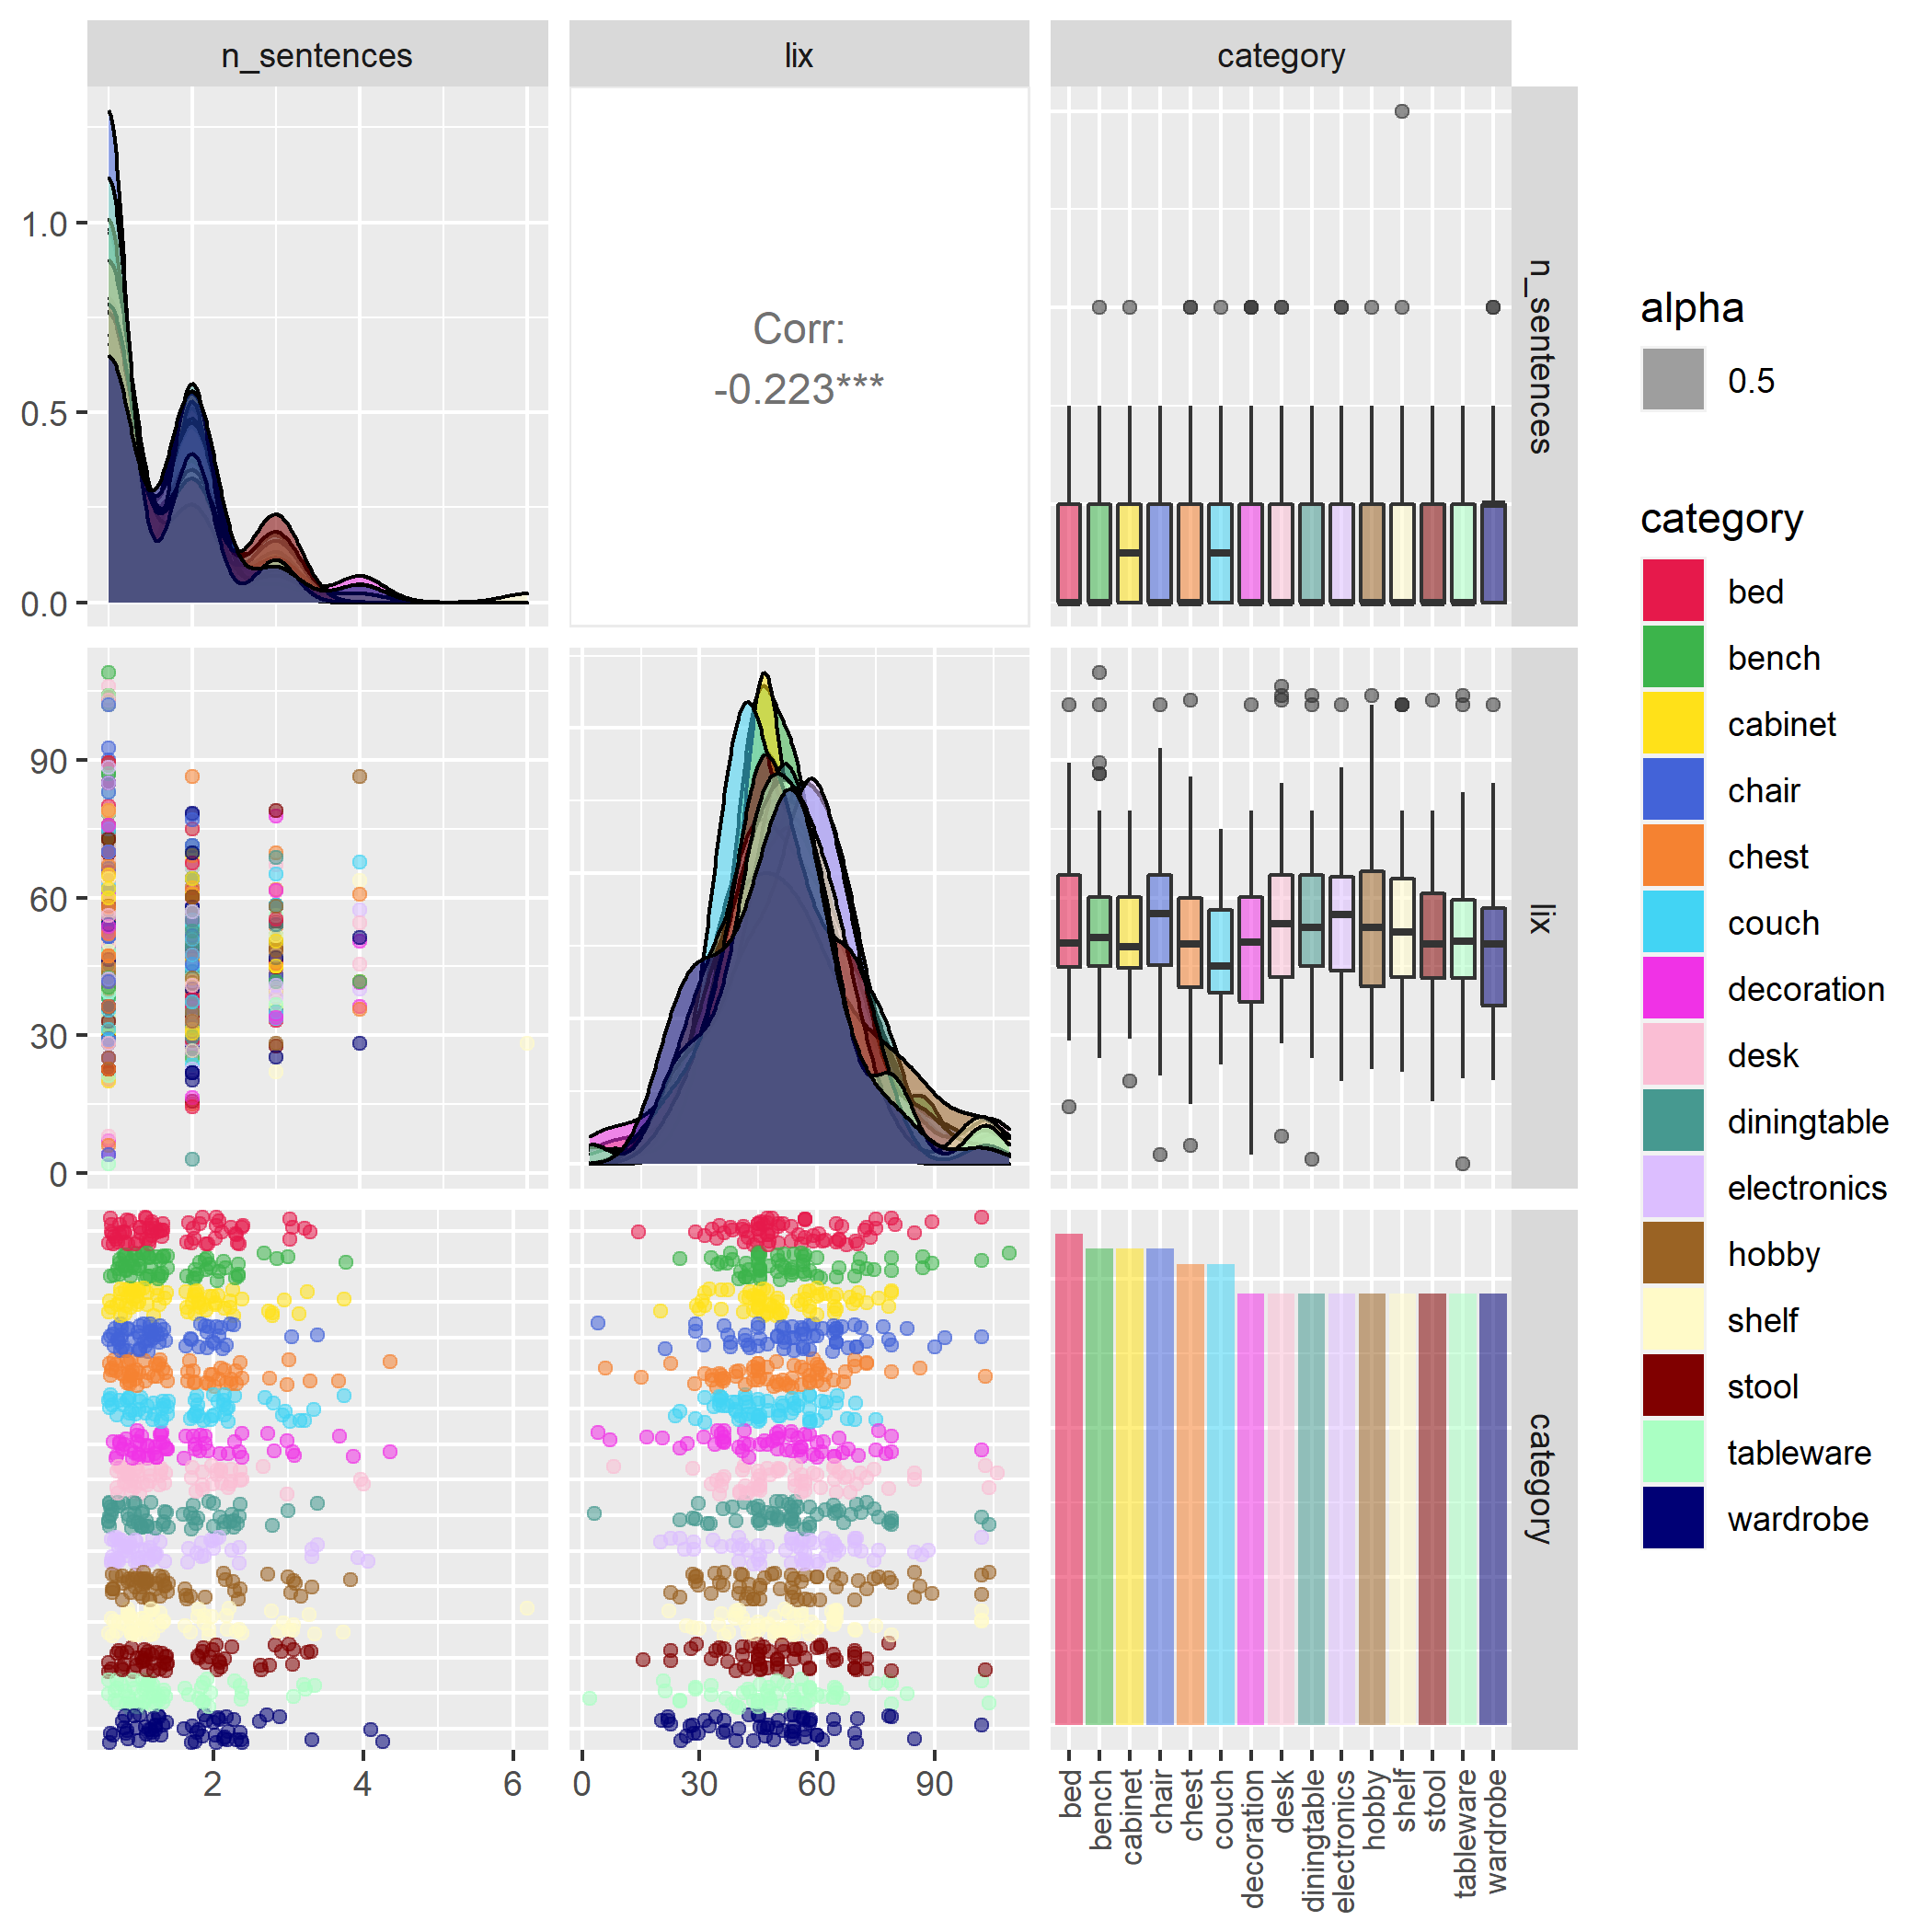 n_sentences
lix
category
1.0
0.5
0.0
Corr:
-0.223***
n_sentences
90
60
30
0
lix
category
2
4
6
0
30
60
90
bed
bench
cabinet
chair
chest
couch
decoration
desk
diningtable
electronics
hobby
shelf
stool
tableware
wardrobe
alpha
0.5
category
bed
bench
cabinet
chair
chest
couch
decoration
desk
diningtable
electronics
hobby
shelf
stool
tableware
wardrobe